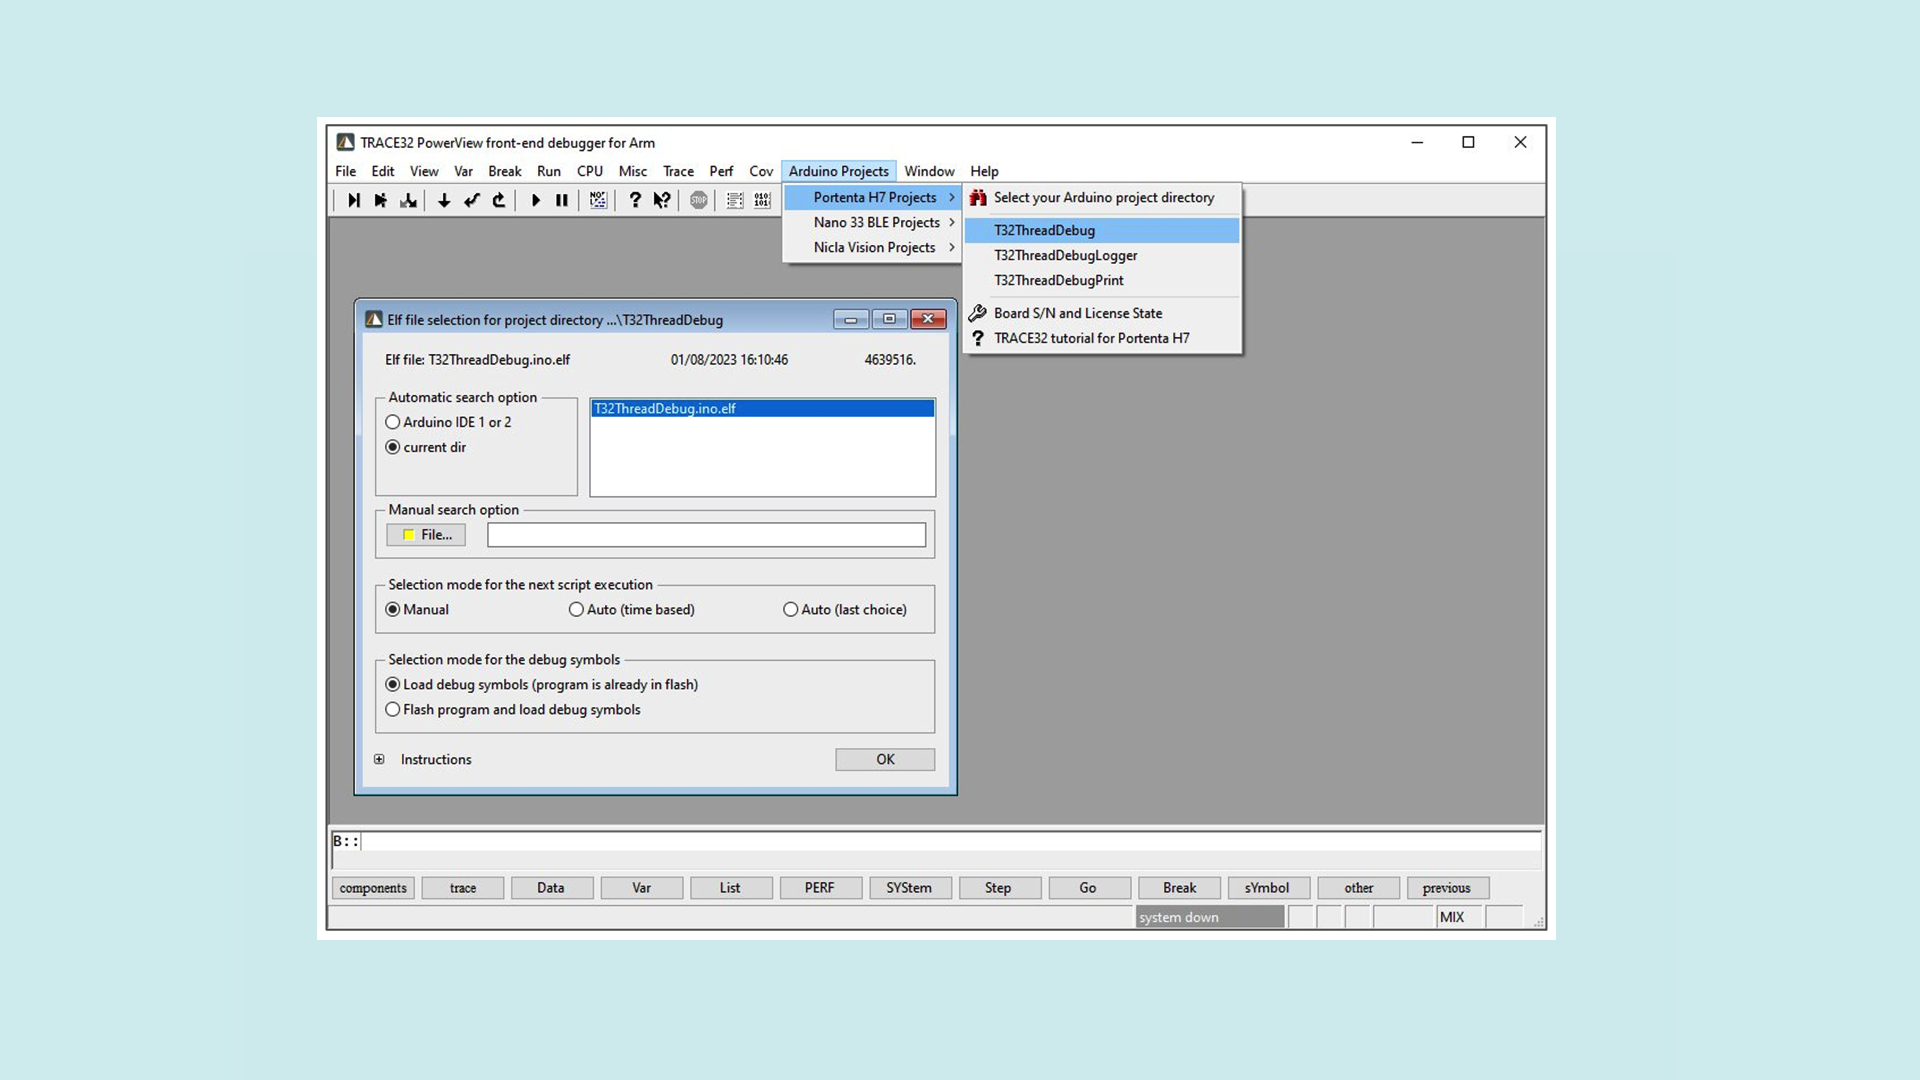 TRACE32 PowerView front-end debugger for Arm
File Edit View Var Break Run CPU Misc Trace Perf Cov Arduino Projects Window Help
Portenta H7 Projects
Nano 33 BLE Projects
Nicla Vision Projects
Select your Arduino project directory
T32ThreadDebug
T32ThreadDebugLogger
T32ThreadDebugPrint
Board S/N and License State
TRACE32 tutorial for Portenta H7
Elf file selection for project directory ...\T32ThreadDebug
Elf file: T32ThreadDebug.ino.elf 01/08/2023 16:10:46 4639516.
Automatic search option
Arduino IDE 1 or 2
current dir
T32ThreadDebug.ino.elf
Manual search option
File...
Selection mode for the next script execution
Manual Auto (time based) Auto (last choice)
Selection mode for the debug symbols
Load debug symbols (program is already in flash)
Flash program and load debug symbols
Instructions OK
B::
components trace Data Var List PERF SYStem Step Go Break sYmbol other previous
system down MIX